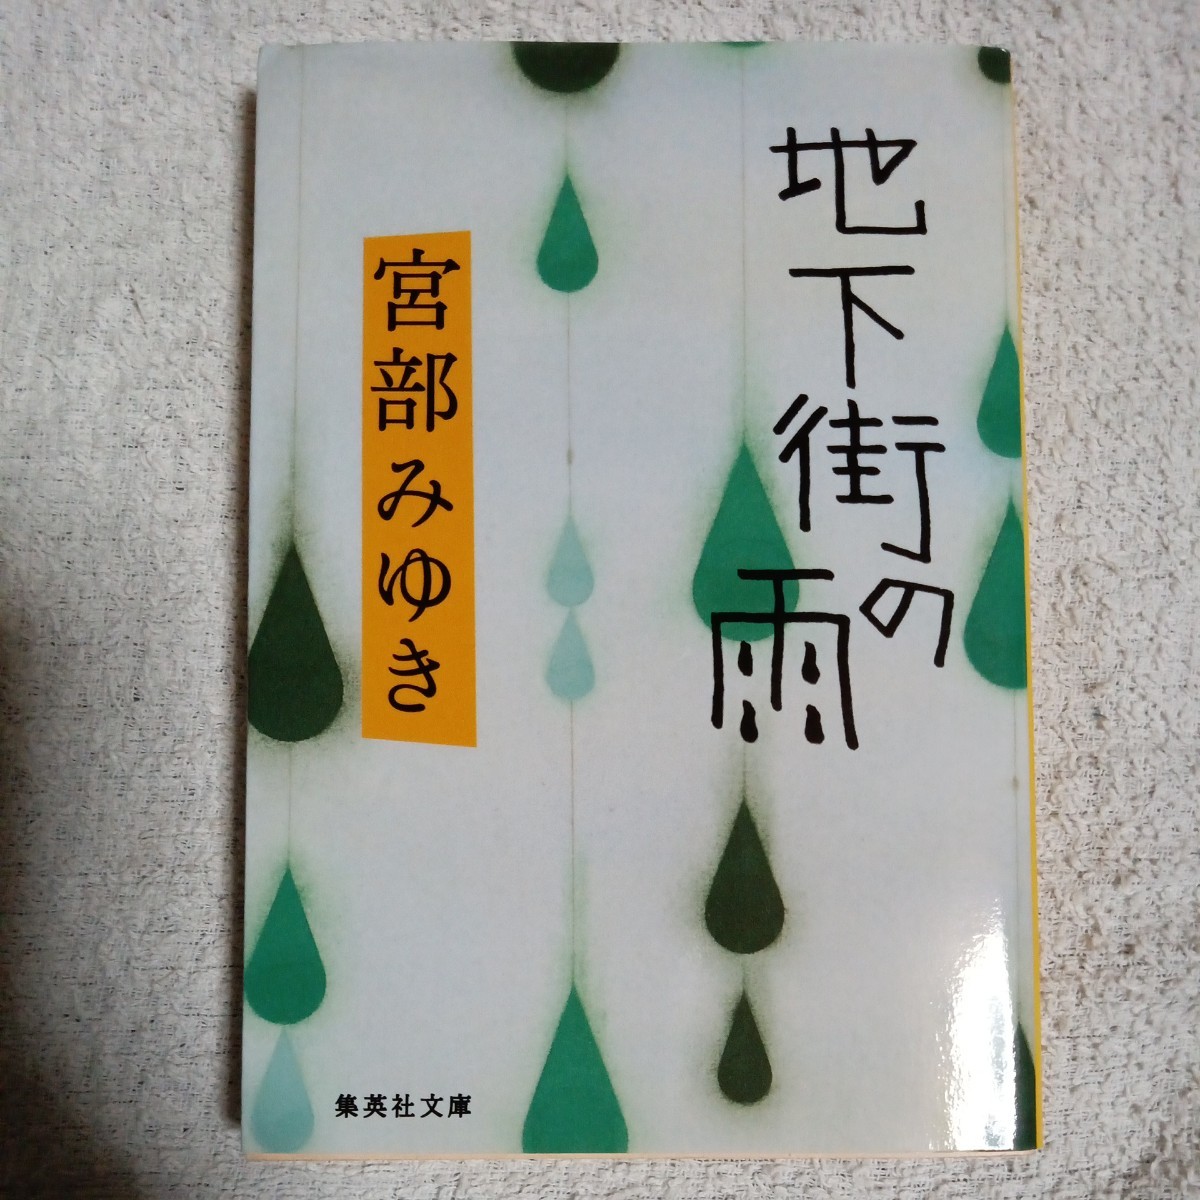 地下街の雨
宮部みゆき
集英社文庫